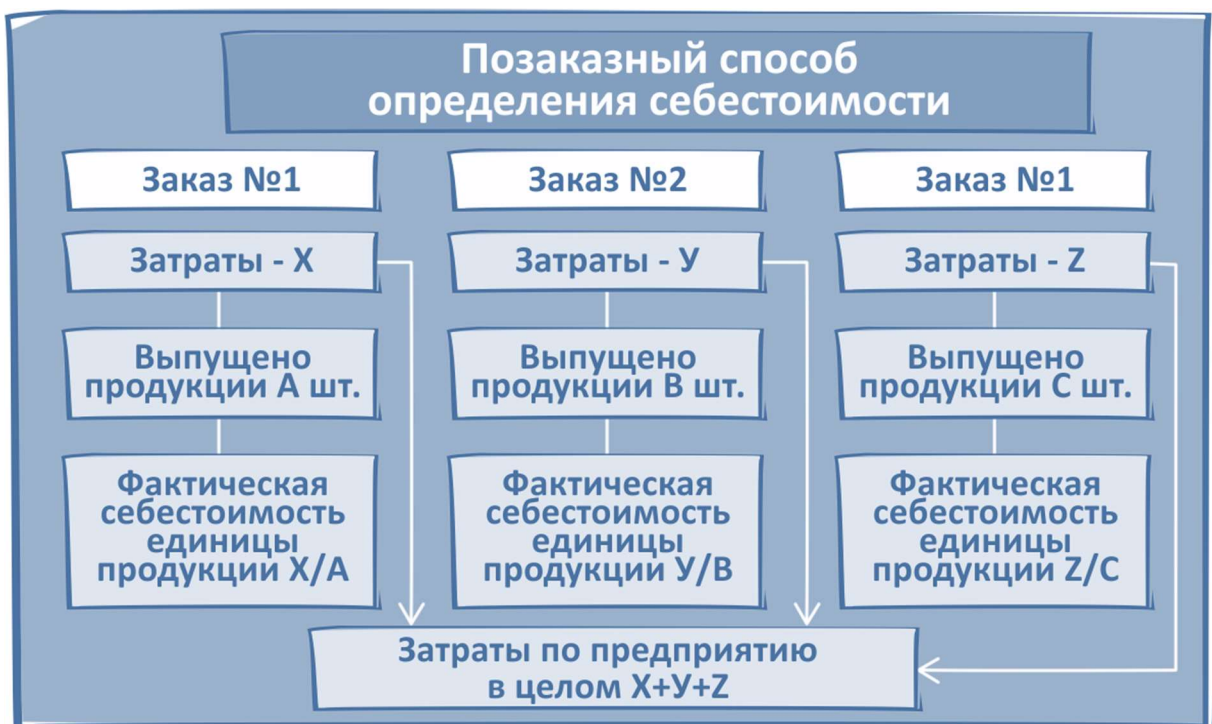 Позаказный способ
определения себестоимости
Заказ №1
Заказ №2
Заказ №1
Затраты - X
Затраты - У
Затраты - Z
Выпущено
продукции А шт.
Выпущено
продукции В шт.
Выпущено
продукции С шт.
Фактическая
себестоимость
единицы
продукции X/А
Фактическая
себестоимость
единицы
продукции У/В
Фактическая
себестоимость
единицы
продукции Z/С
Затраты по предприятию
в целом X+У+Z